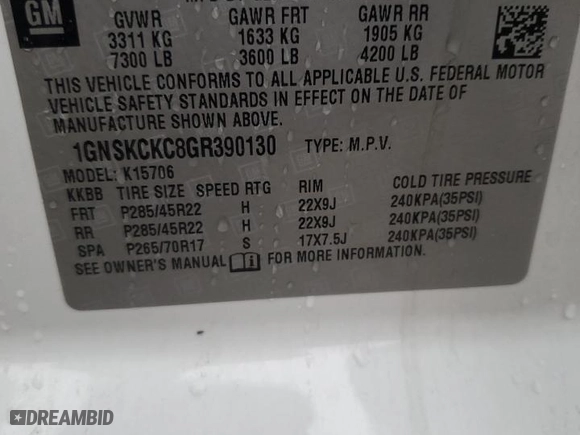 GM
GVWR GAWR FRT GAWR RR
3311 KG 1633 KG 1905 KG
7300 LB 3600 LB 4200 LB
THIS VEHICLE CONFORMS TO ALL APPLICABLE U.S. FEDERAL MOTOR
VEHICLE SAFETY STANDARDS IN EFFECT ON THE DATE OF
MANUFACTURE SHOWN ABOVE.
1GNSKCKC8GR390130 TYPE: M.P.V.
MODEL: K15706
KKBB TIRE SIZE SPEED RTG RIM COLD TIRE PRESSURE
FRT P285/45R22 H 22X9J 240KPA(35PSI)
RR P285/45R22 H 22X9J 240KPA(35PSI)
SPA P265/70R17 S 17X7.5J 240KPA(35PSI)
SEE OWNER'S MANUAL FOR MORE INFORMATION.
DREAMBID